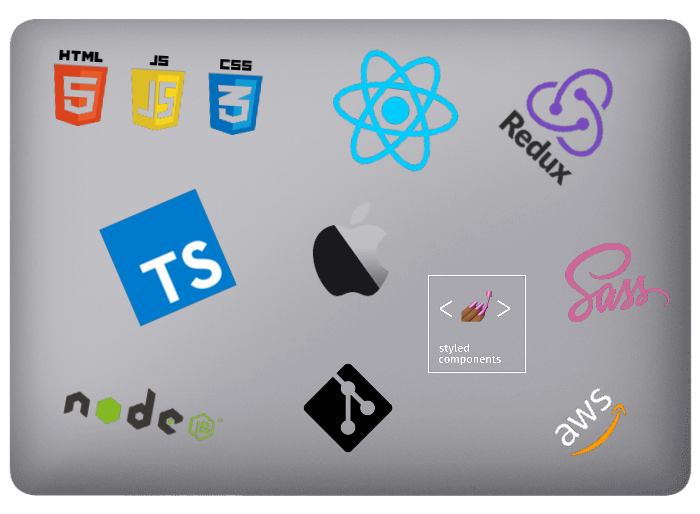 HTML
5
JS
JS
CSS
3
Redux
TS
Sass
< >
styled
components
node
JS
aws